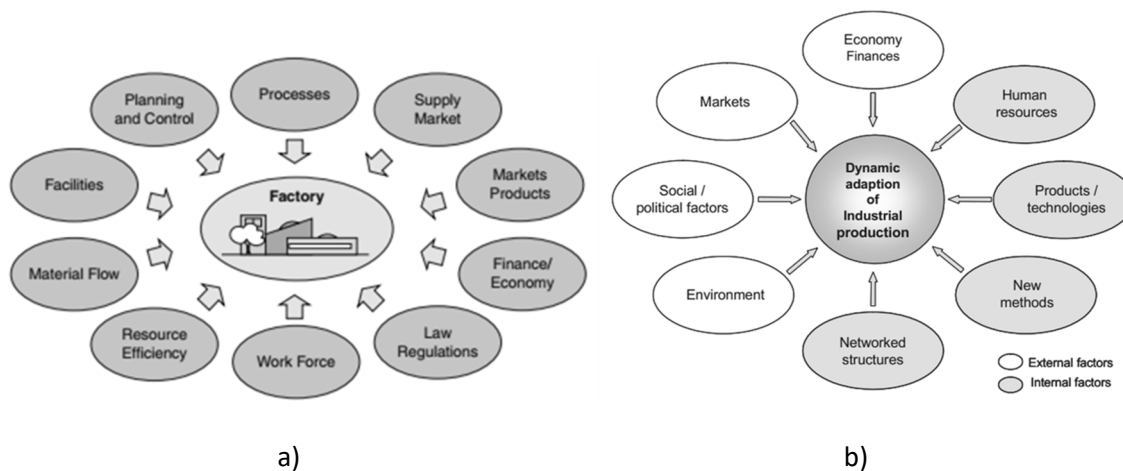 Processes
Planning
and Control
Supply
Market
Facilities
Factory
Markets
Products
Material Flow
Finance/
Economy
Resource
Efficiency
Work Force
Law
Regulations
a)
Economy
Finances
Markets
Human
resources
Social /
political factors
Dynamic
adaption
of
Industrial
production
Products /
technologies
Environment
New
methods
Networked
structures
External factors
Internal factors
b)